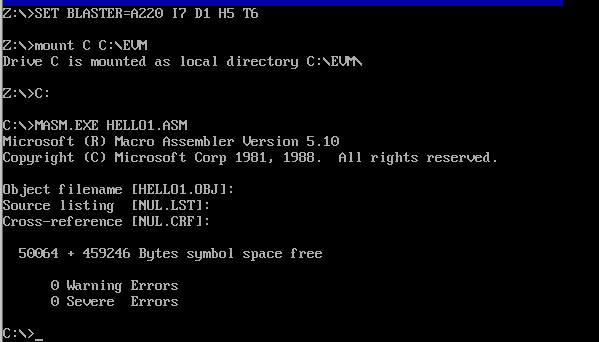 Z:\>SET BLASTER=A220 I7 D1 H5 T6
Z:\>mount C C:\EVM
Drive C is mounted as local directory C:\EVM\
Z:\>C:
C:\>MASM.EXE HELLO1.ASM
Microsoft (R) Macro Assembler Version 5.10
Copyright (C) Microsoft Corp 1981, 1988.  All rights reserved.
Object filename [HELLO1.OBJ]:
Source listing  [NUL.LST]:
Cross-reference [NUL.CRF]:
50064 + 459246 Bytes symbol space free
0 Warning Errors
0 Severe  Errors
C:\>_